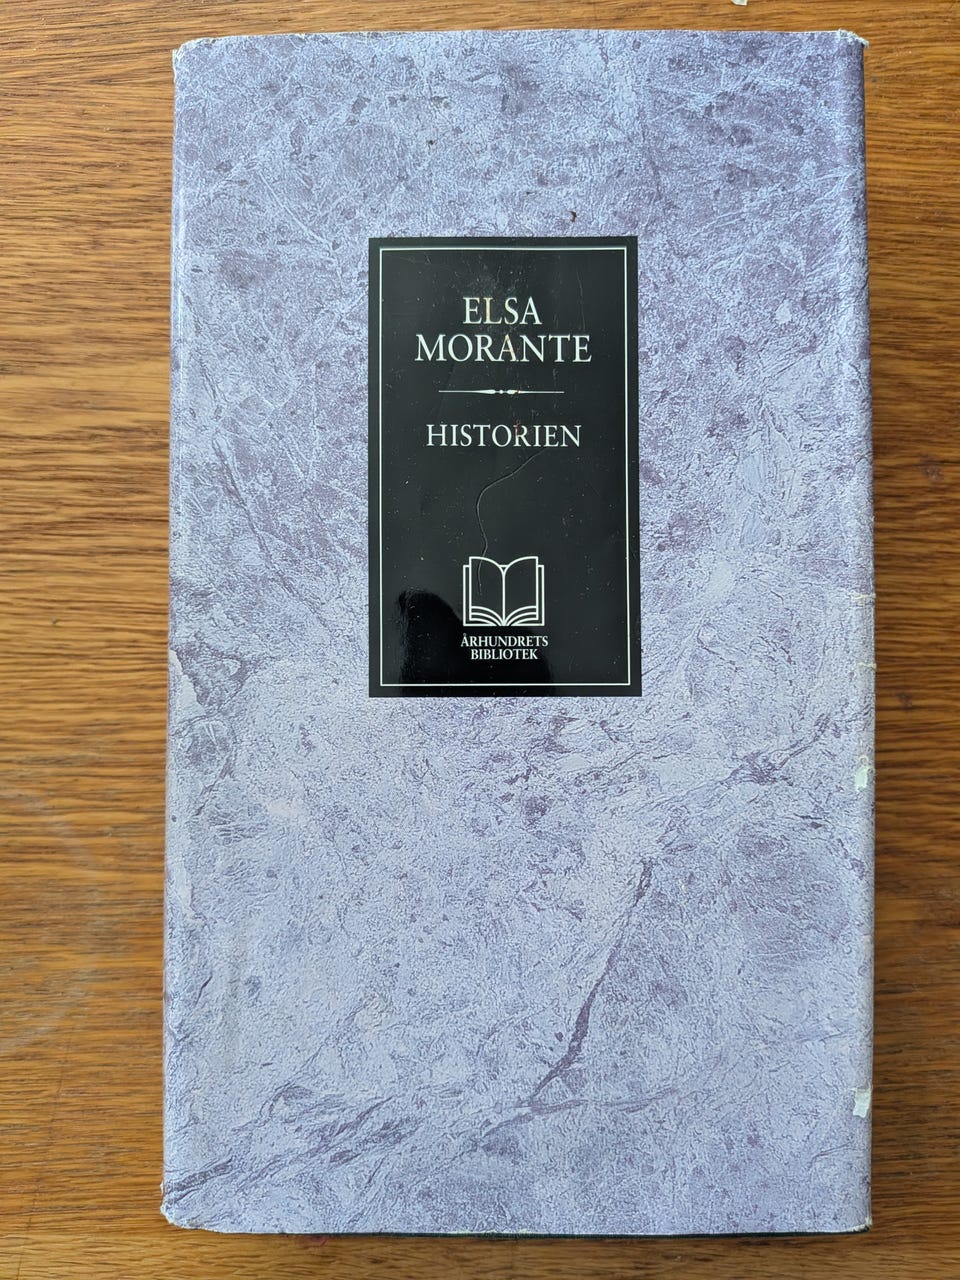 ELSA
MORANTE
HISTORIEN
ÅRHUNDRETS
BIBLIOTEK